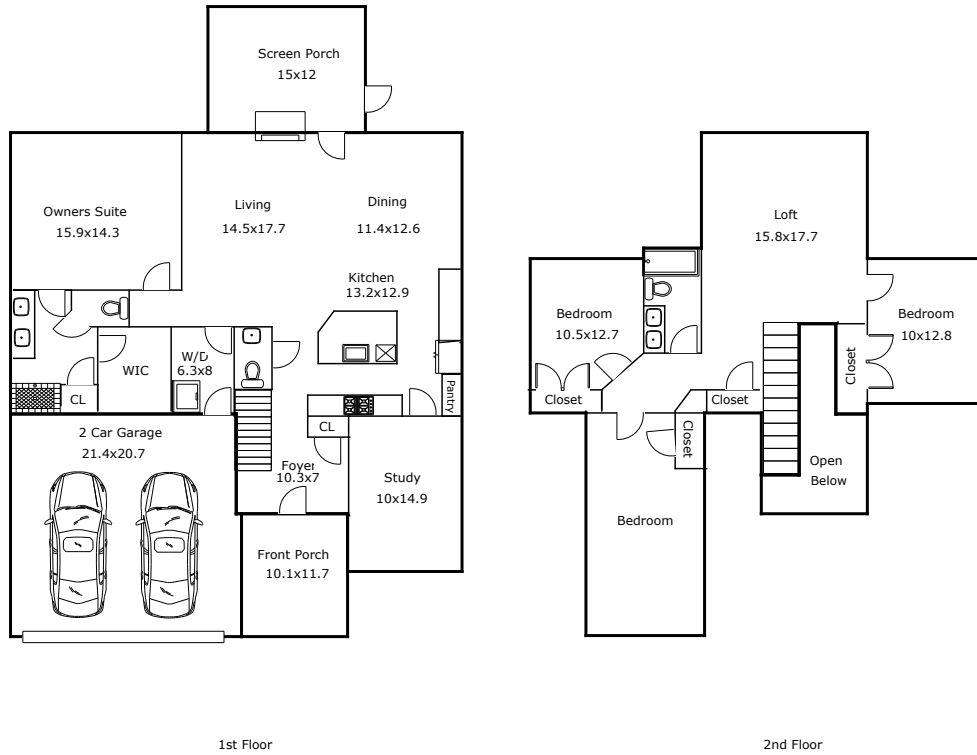 Screen Porch
15x12
Owners Suite
15.9x14.3
Living
14.5x17.7
Dining
11.4x12.6
Kitchen
13.2x12.9
WIC
W/D
6.3x8
CL
Pantry
2 Car Garage
21.4x20.7
CL
Foyer
10.3x7
Study
10x14.9
Front Porch
10.1x11.7
1st Floor
Loft
15.8x17.7
Bedroom
10.5x12.7
Bedroom
10x12.8
Closet
Closet
Closet
Closet
Open
Below
Bedroom
2nd Floor